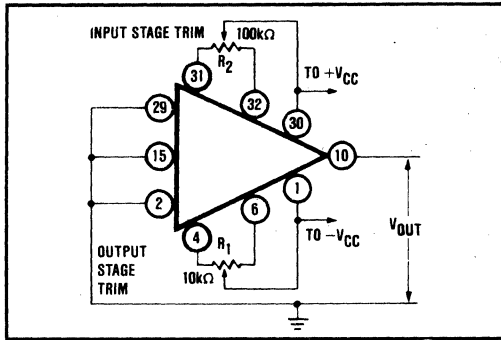 INPUT STAGE TRIM
100kΩ
R2
31
32
TO +VCC
30
29
15
10
2
1
6
4
TO -VCC
VOUT
OUTPUT
STAGE
TRIM
R1
10kΩ